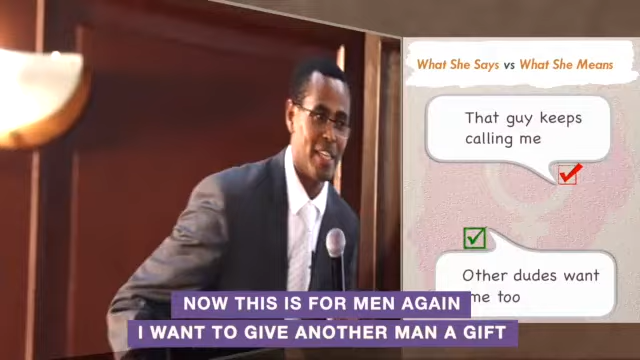 What She Says vs What She Means
That guy keeps
calling me
Other dudes want
me too
NOW THIS IS FOR MEN AGAIN
I WANT TO GIVE ANOTHER MAN A GIFT